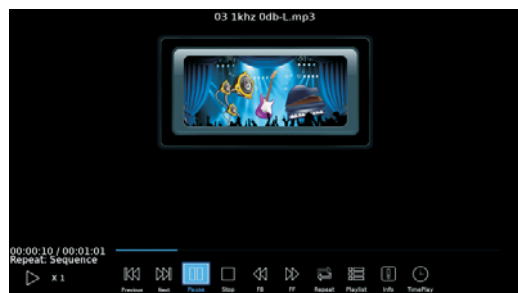 03 1khz 0db-L.mp3
00:00:10 / 00:01:01
Repeat: Sequence
x 1
Previous Next Pause Stop FB FF Repeat Playlist Info TimePlay